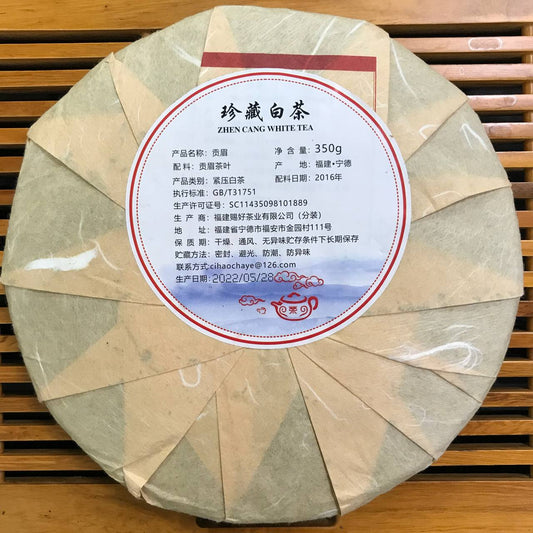 珍藏白茶
ZHEN CANG WHITE TEA
产品名称：贡眉 净 含 量：350g
配 料：贡眉茶叶 产 地：福建·宁德
产品类别：紧压白茶 配料日期：2016年
执行标准：GB/T31751
生产许可证号：SC11435098101889
生 产 商：福建赐好茶业有限公司（分装）
地 址：福建省宁德市福安市金园村111号
保 质 期：干燥、通风、无异味贮存条件下长期保存
贮藏方法：密封、避光、防潮、防异味
联系方式:cihaochaye@126.com
生产日期:2022/05/28
茶